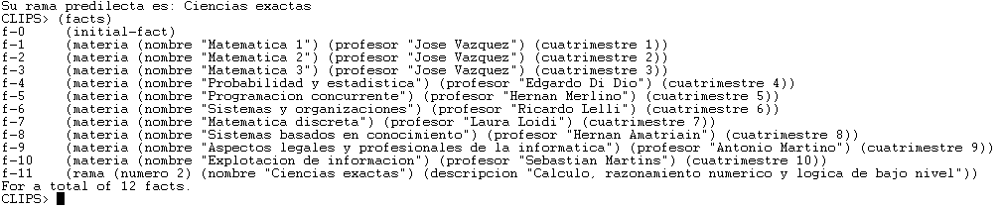 Su rama predilecta es: Ciencias exactas
CLIPS> (facts)
f-0     (initial-fact)
f-1     (materia (nombre "Matematica 1") (profesor "Jose Vazquez") (cuatrimestre 1))
f-2     (materia (nombre "Matematica 2") (profesor "Jose Vazquez") (cuatrimestre 2))
f-3     (materia (nombre "Matematica 3") (profesor "Jose Vazquez") (cuatrimestre 3))
f-4     (materia (nombre "Probabilidad y estadistica") (profesor "Edgardo Di Dio") (cuatrimestre 4))
f-5     (materia (nombre "Programacion concurrente") (profesor "Hernan Merlino") (cuatrimestre 5))
f-6     (materia (nombre "Sistemas y organizaciones") (profesor "Ricardo Lelli") (cuatrimestre 6))
f-7     (materia (nombre "Matematica discreta") (profesor "Laura Loidi") (cuatrimestre 7))
f-8     (materia (nombre "Sistemas basados en conocimiento") (profesor "Hernan Amatriain") (cuatrimestre 8))
f-9     (materia (nombre "Aspectos legales y profesionales de la informatica") (profesor "Antonio Martino") (cuatrimestre 9))
f-10    (materia (nombre "Explotacion de informacion") (profesor "Sebastian Martins") (cuatrimestre 10))
f-11    (rama (numero 2) (nombre "Ciencias exactas") (descripcion "Calculo, razonamiento numerico y logica de bajo nivel"))
For a total of 12 facts.
CLIPS>